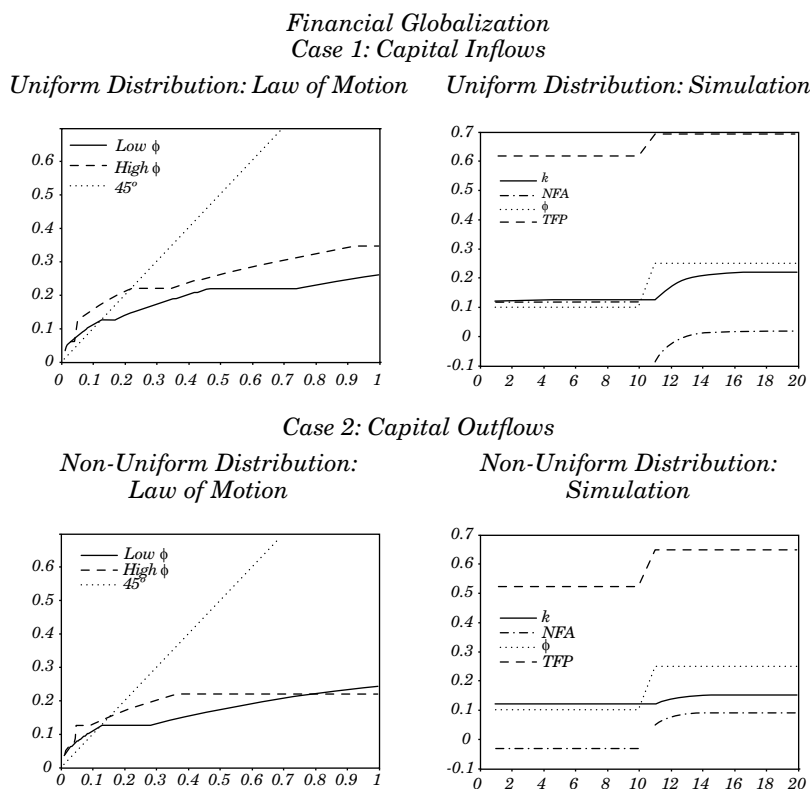 Financial Globalization
Case 1: Capital Inflows
Uniform Distribution: Law of Motion
Uniform Distribution: Simulation
0.6
0.5
0.4
0.3
0.2
0.1
0
Low ϕ
High ϕ
45º
0 0.1 0.2 0.3 0.4 0.5 0.6 0.7 0.8 0.9 1
0.7
0.6
0.5
0.4
0.3
0.2
0.1
0
-0.1
k
NFA
ϕ
TFP
0 2 4 6 8 10 12 14 16 18 20
Case 2: Capital Outflows
Non-Uniform Distribution:
Law of Motion
Non-Uniform Distribution:
Simulation
0.6
0.5
0.4
0.3
0.2
0.1
0
Low ϕ
High ϕ
45º
0 0.1 0.2 0.3 0.4 0.5 0.6 0.7 0.8 0.9 1
0.7
0.6
0.5
0.4
0.3
0.2
0.1
0
-0.1
k
NFA
ϕ
TFP
0 2 4 6 8 10 12 14 16 18 20